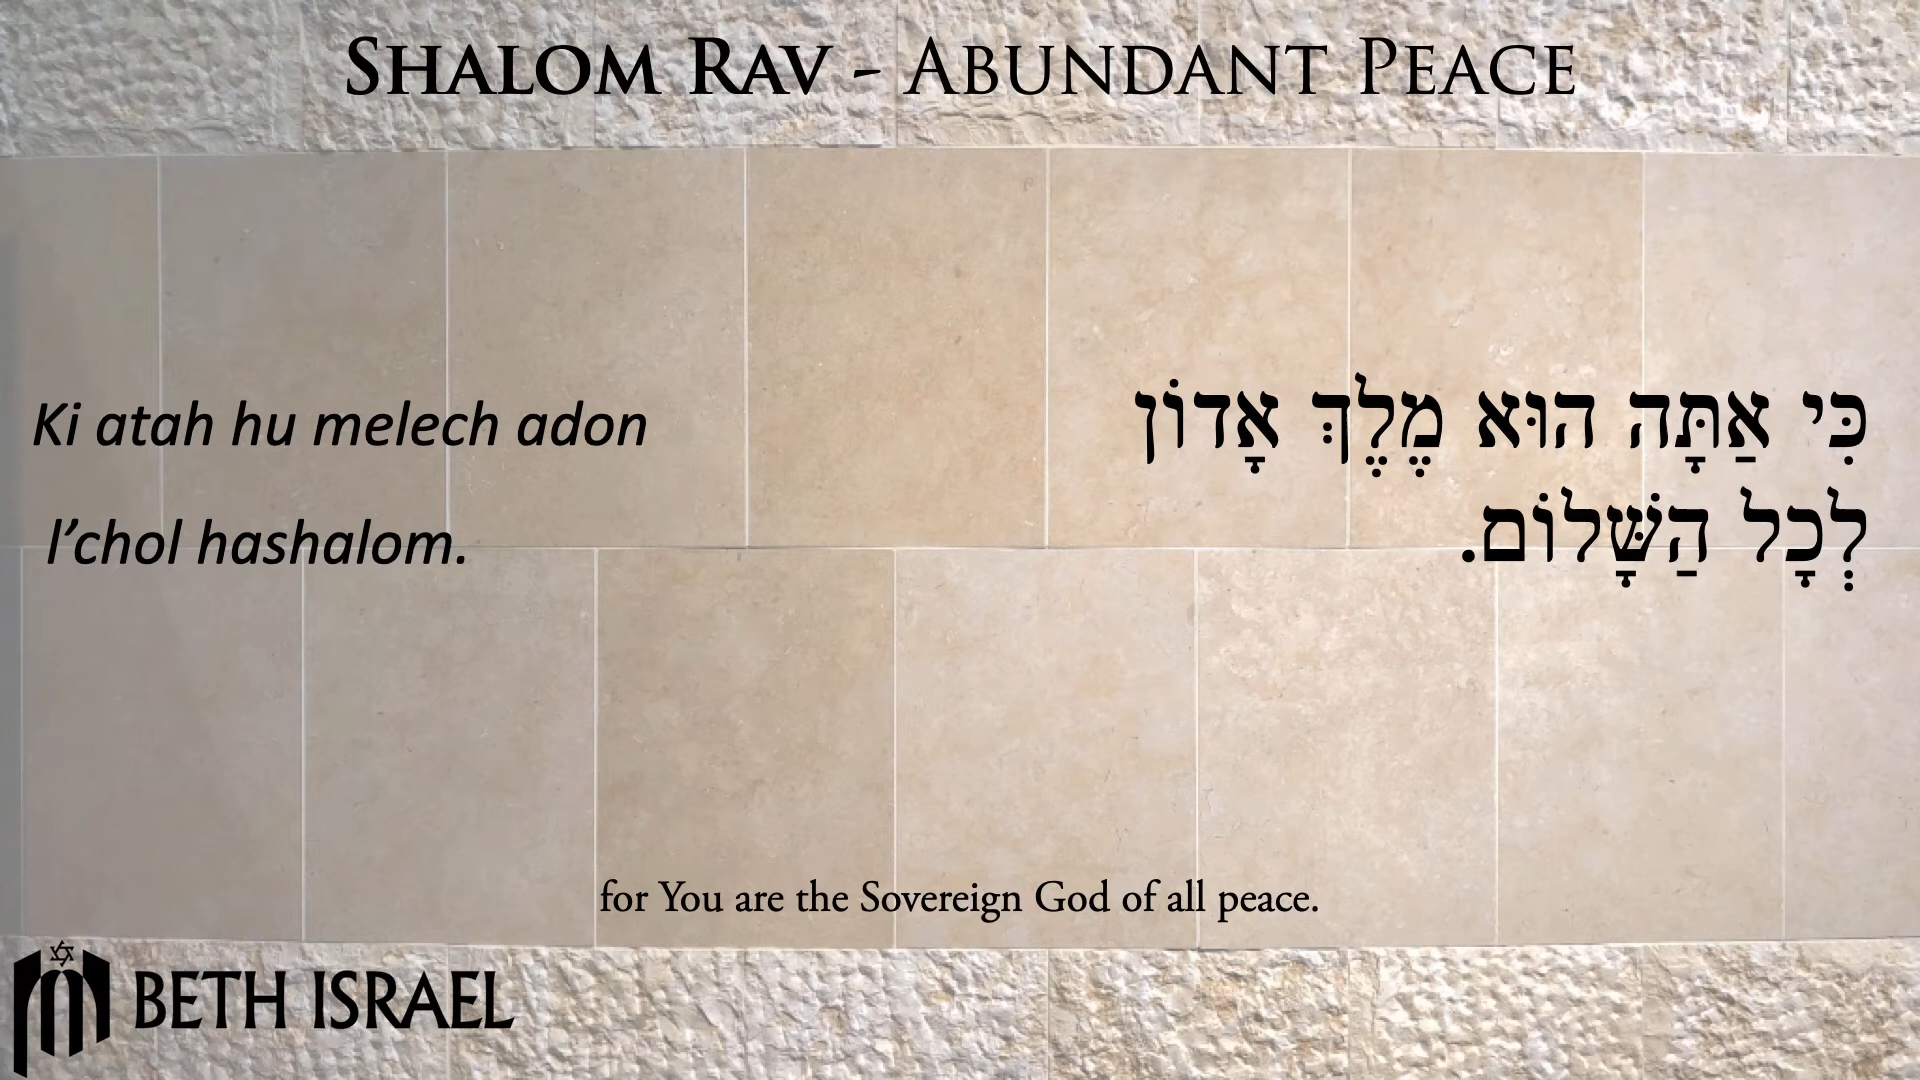 Shalom Rav - Abundant Peace
Ki atah hu melech adon
l’chol hashalom.
כִּי אַתָּה הוּא מֶלֶךְ אָדוֹן
לְכָל הַשָּׁלוֹם.
for You are the Sovereign God of all peace.
BETH ISRAEL